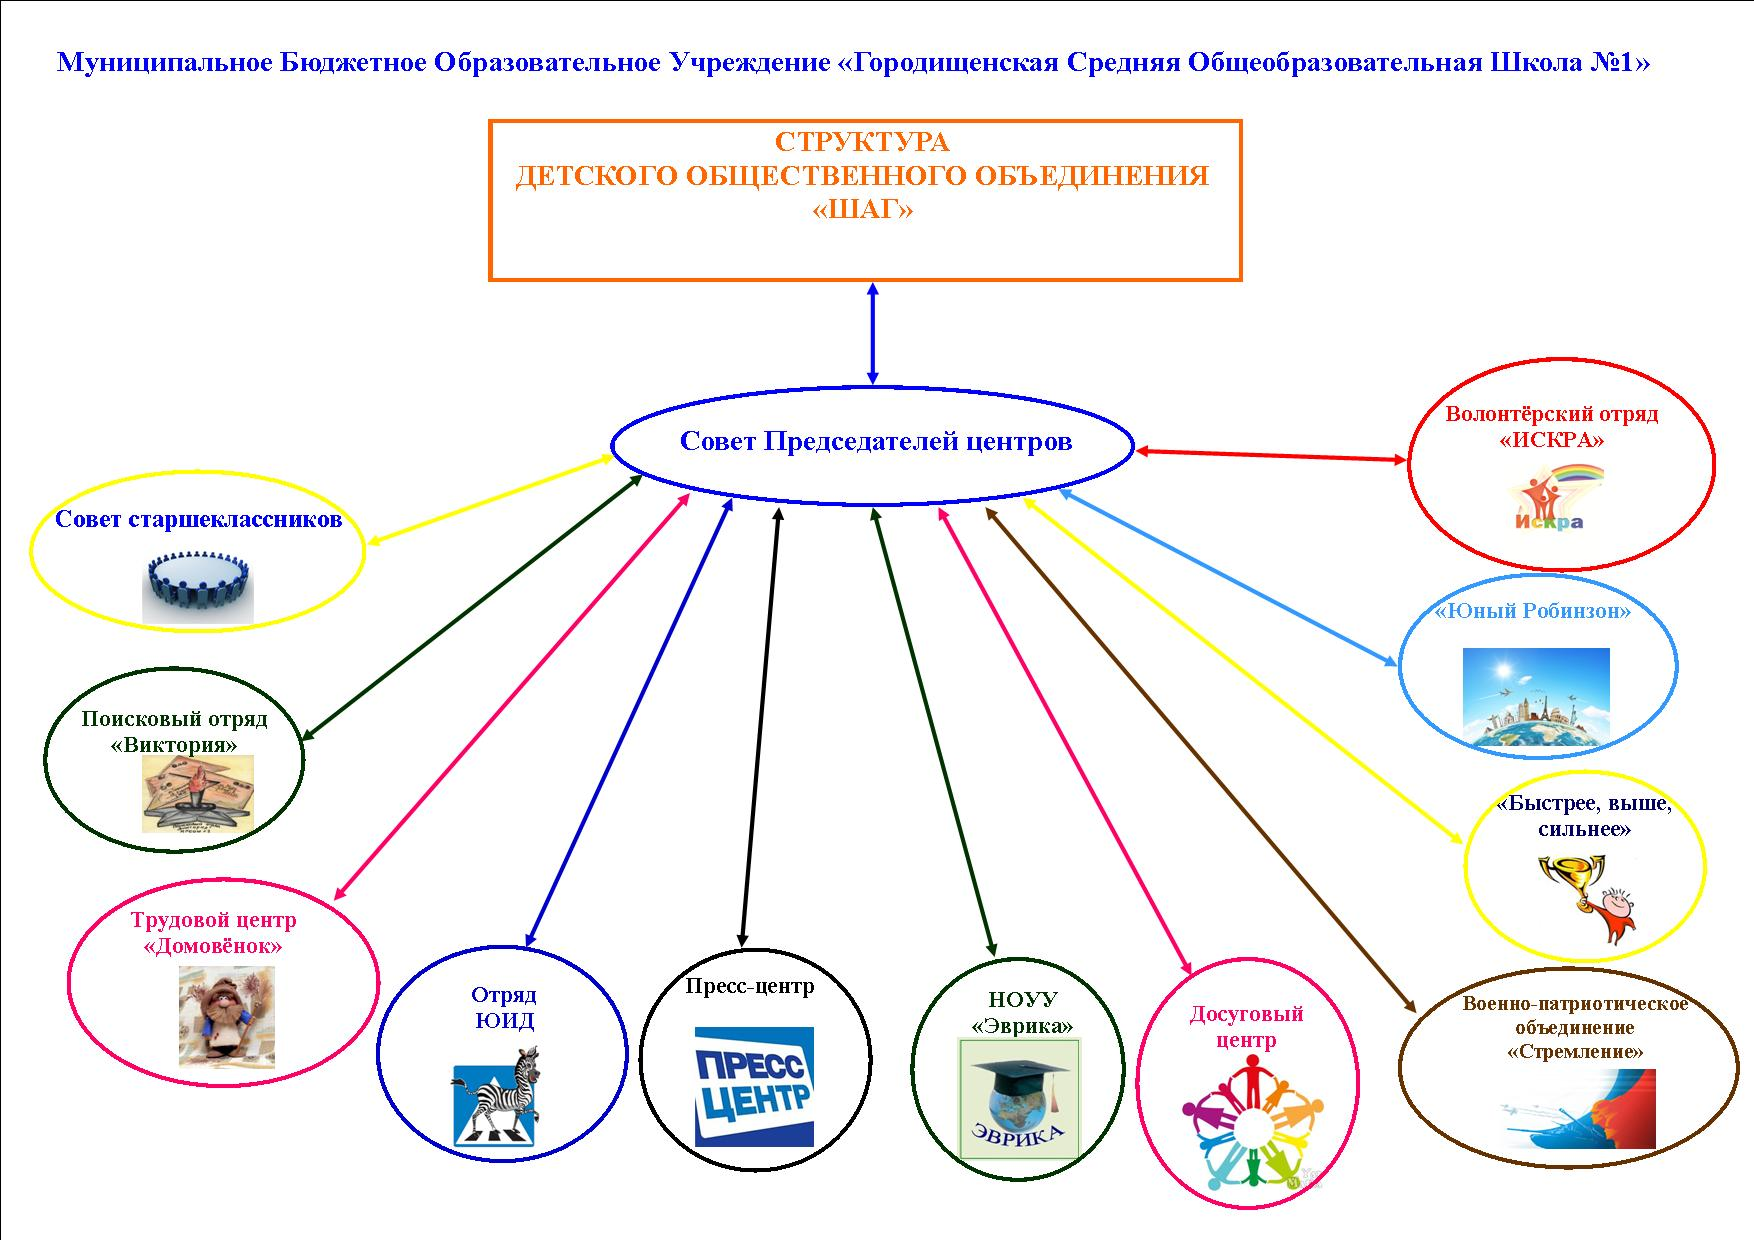 Муниципальное Бюджетное Образовательное Учреждение «Городищенская Средняя Общеобразовательная Школа №1»
СТРУКТУРА
ДЕТСКОГО ОБЩЕСТВЕННОГО ОБЪЕДИНЕНИЯ
«ШАГ»
Совет Председателей центров
Волонтёрский отряд
«ИСКРА»
Искра
Совет старшеклассников
«Юный Робинзон»
Поисковый отряд
«Виктория»
«Быстрее, выше,
сильнее»
Трудовой центр
«Домовёнок»
Отряд
ЮИД
Пресс-центр
ПРЕСС
ЦЕНТР
НОУУ
«Эврика»
ЭВРИКА
Досуговый
центр
Военно-патриотическое
объединение
«Стремление»